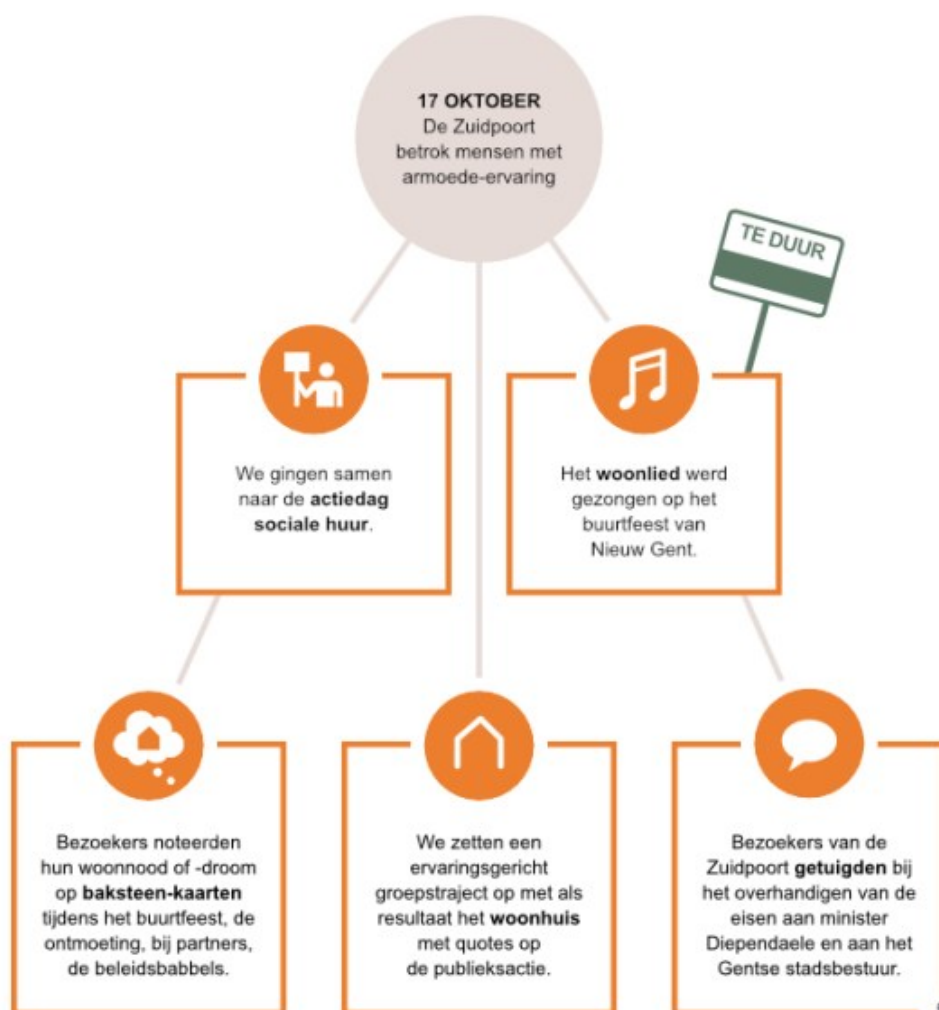 17 OKTOBER
De Zuidpoort
betrok mensen met
armoede-ervaring
TE DUUR
We gingen samen
naar de actiedag
sociale huur.
Het woonlied werd
gezongen op het
buurtfeest van
Nieuw Gent.
Bezoekers noteerden
hun woonnood of -droom
op baksteen-kaarten
tijdens het buurtfeest, de
ontmoeting, bij partners,
de beleidsbabbels.
We zetten een
ervaringsgericht
groepstraject op met als
resultaat het woonhuis
met quotes op
de publieksactie.
Bezoekers van de
Zuidpoort getuigden bij
het overhandigen van de
eisen aan minister
Diependaele en aan het
Gentse stadsbestuur.